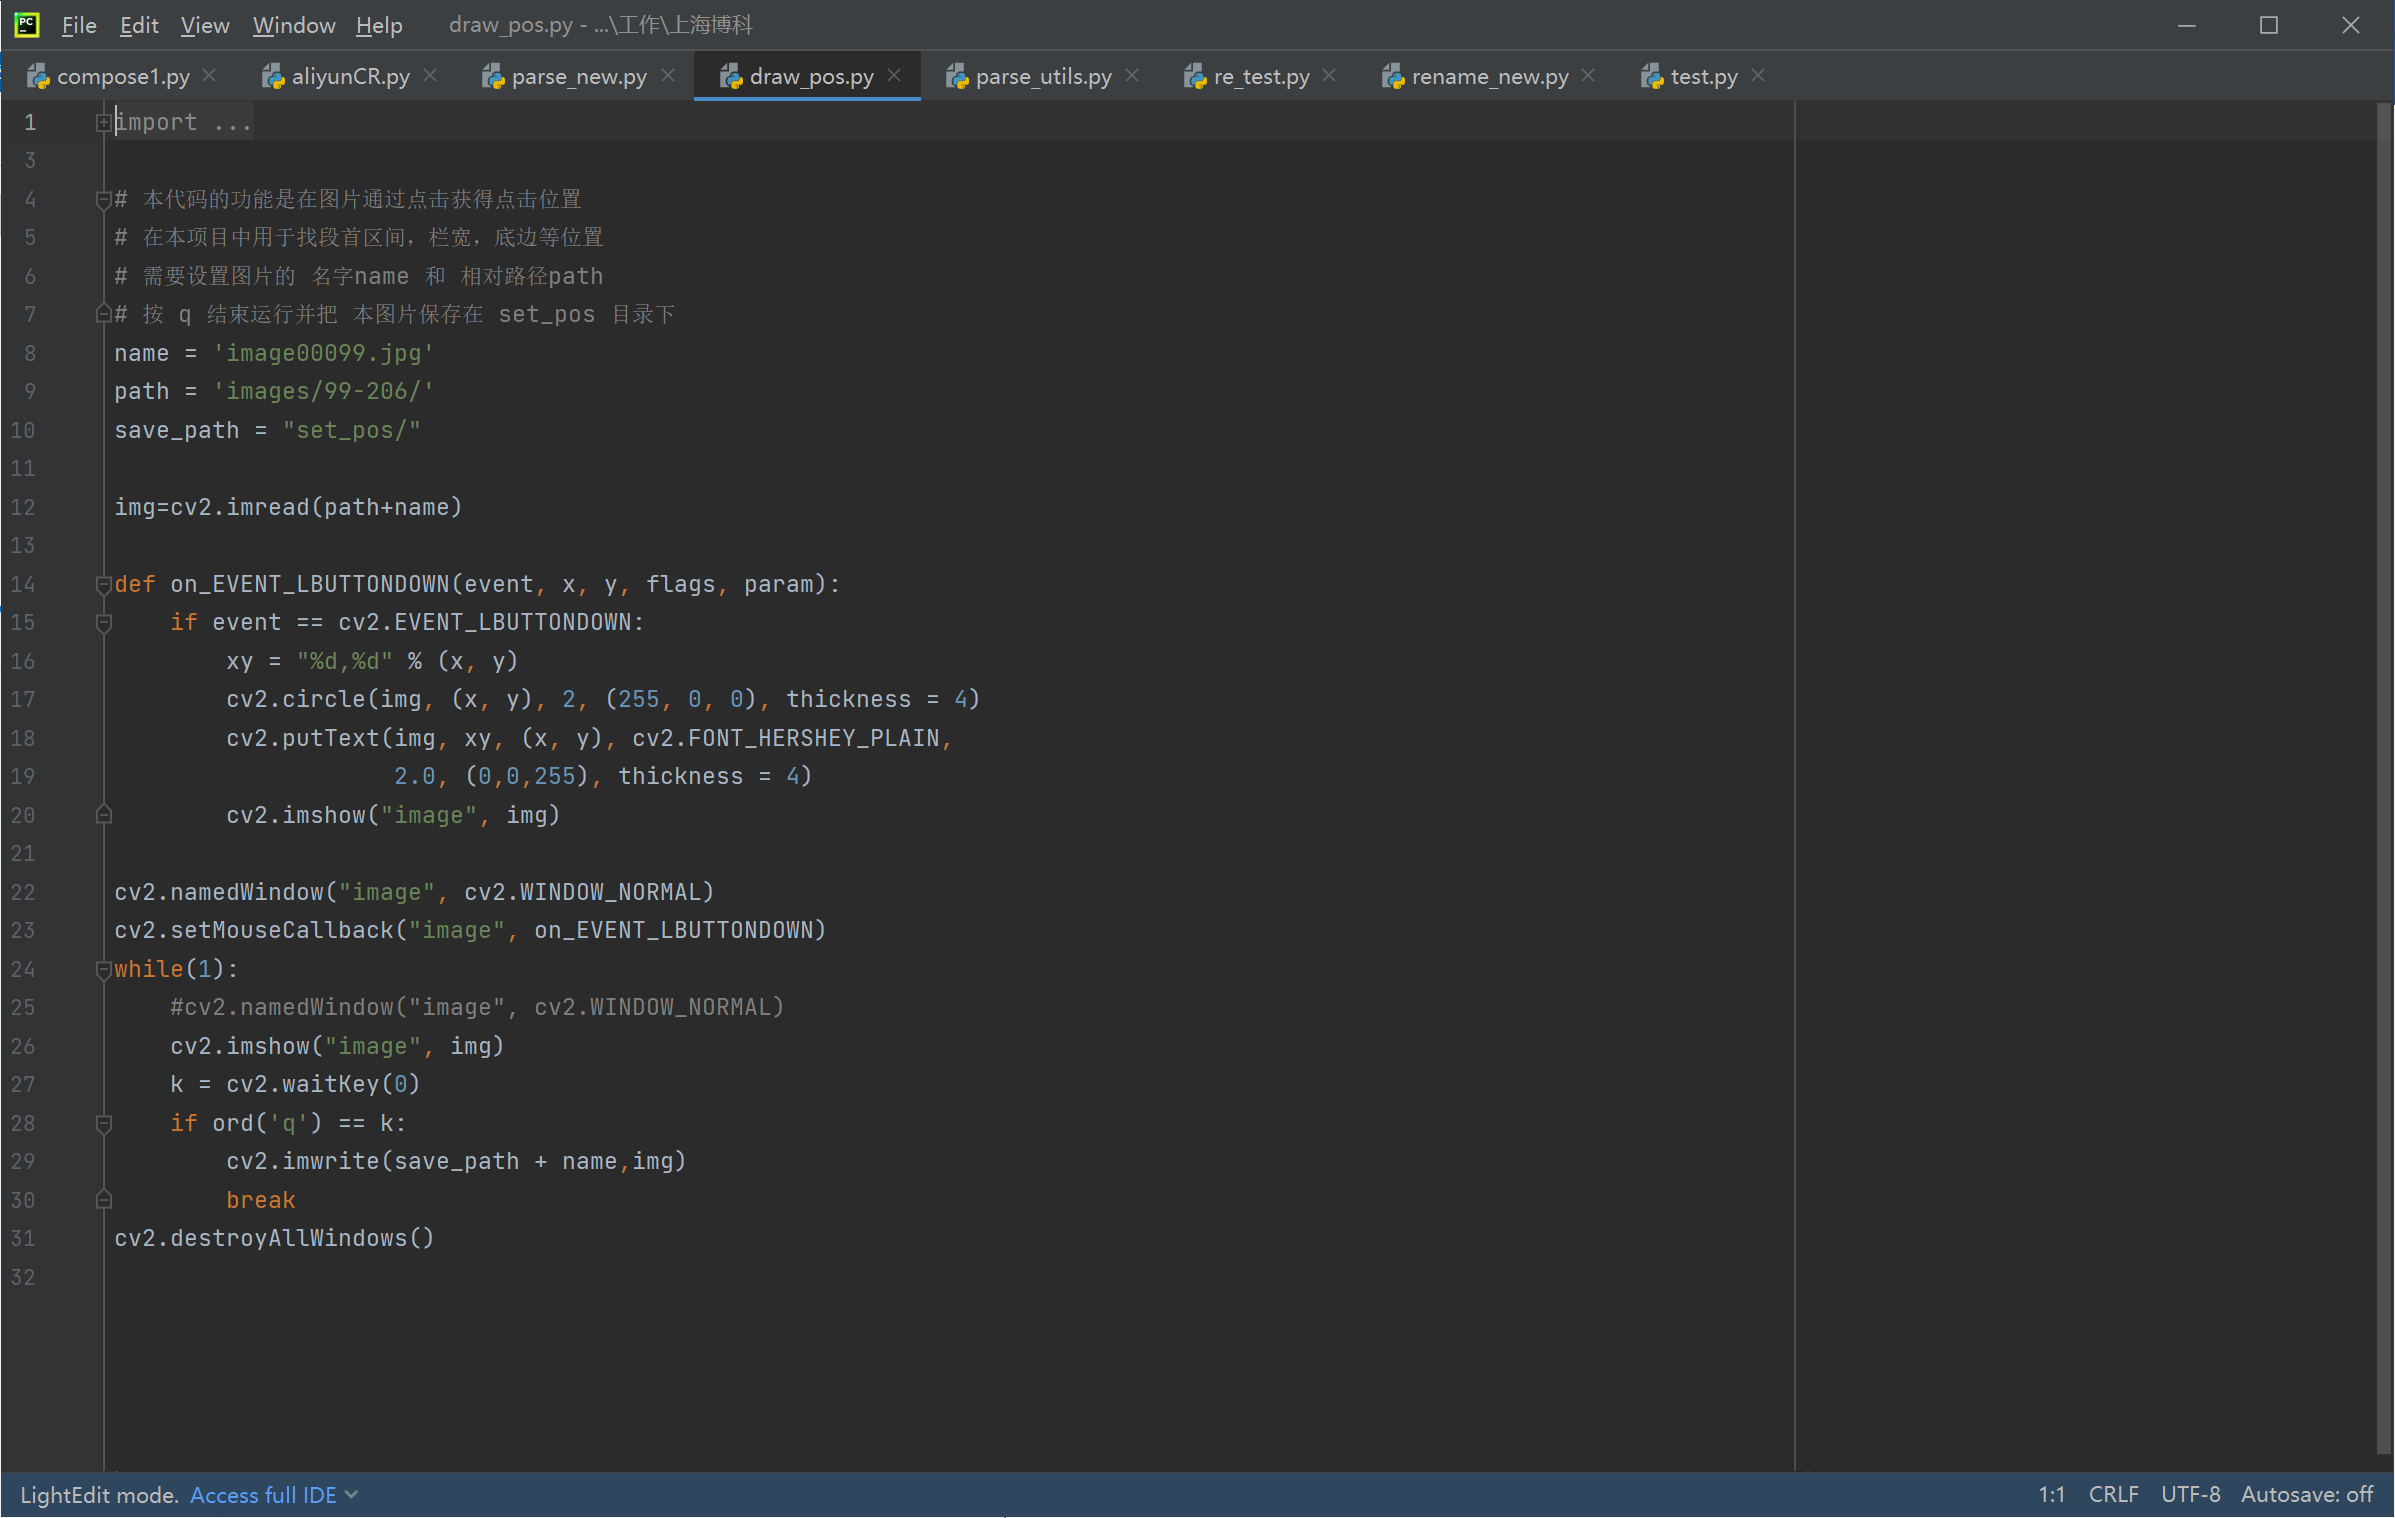 PC File Edit View Window Help draw_pos.py - ...\工作\上海博科
compose1.py aliyunCR.py parse_new.py draw_pos.py parse_utils.py re_test.py rename_new.py test.py
1 import ...
3
4 # 本代码的功能是在图片通过点击获得点击位置
5 # 在本项目中用于找段首区间，栏宽，底边等位置
6 # 需要设置图片的 名字name 和 相对路径path
7 # 按 q 结束运行并把 本图片保存在 set_pos 目录下
8 name = 'image00099.jpg'
9 path = 'images/99-206/'
10 save_path = "set_pos/"
11
12 img=cv2.imread(path+name)
13
14 def on_EVENT_LBUTTONDOWN(event, x, y, flags, param):
15     if event == cv2.EVENT_LBUTTONDOWN:
16         xy = "%d,%d" % (x, y)
17         cv2.circle(img, (x, y), 2, (255, 0, 0), thickness = 4)
18         cv2.putText(img, xy, (x, y), cv2.FONT_HERSHEY_PLAIN,
19                     2.0, (0,0,255), thickness = 4)
20         cv2.imshow("image", img)
21
22 cv2.namedWindow("image", cv2.WINDOW_NORMAL)
23 cv2.setMouseCallback("image", on_EVENT_LBUTTONDOWN)
24 while(1):
25     #cv2.namedWindow("image", cv2.WINDOW_NORMAL)
26     cv2.imshow("image", img)
27     k = cv2.waitKey(0)
28     if ord('q') == k:
29         cv2.imwrite(save_path + name,img)
30         break
31 cv2.destroyAllWindows()
32
LightEdit mode. Access full IDE 1:1 CRLF UTF-8 Autosave: off